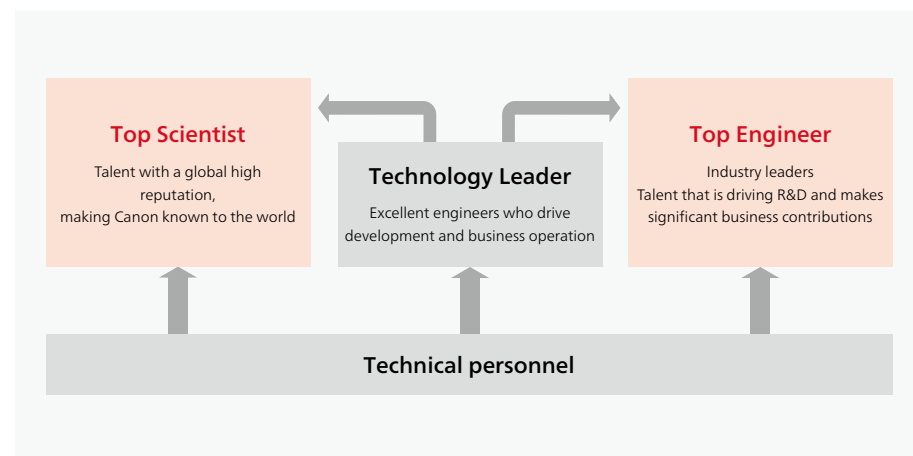 Top Scientist
Talent with a global high
reputation,
making Canon known to the world
Technology Leader
Excellent engineers who drive
development and business operation
Top Engineer
Industry leaders
Talent that is driving R&D and makes
significant business contributions
Technical personnel